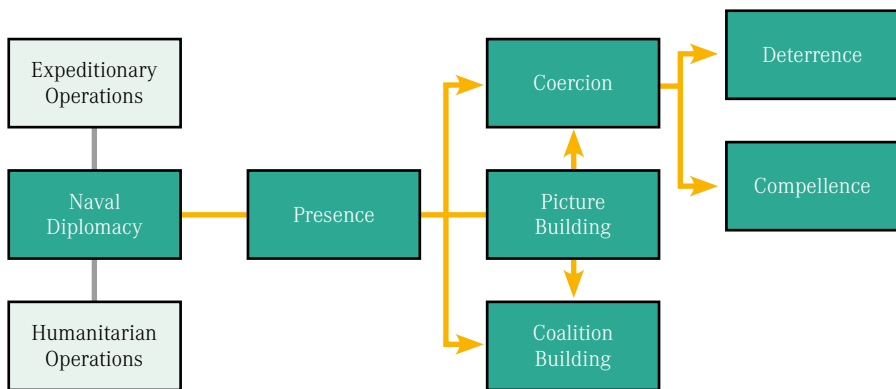 Expeditionary
Operations
Naval
Diplomacy
Humanitarian
Operations
Presence
Coercion
Picture
Building
Coalition
Building
Deterrence
Compellence